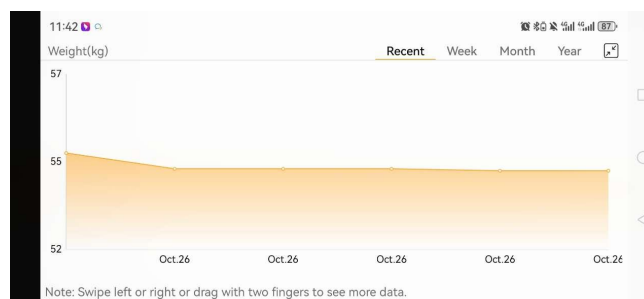 11:42 87
Weight(kg) Recent Week Month Year
57
55
52
Oct.26 Oct.26 Oct.26 Oct.26 Oct.26
Note: Swipe left or right or drag with two fingers to see more data.